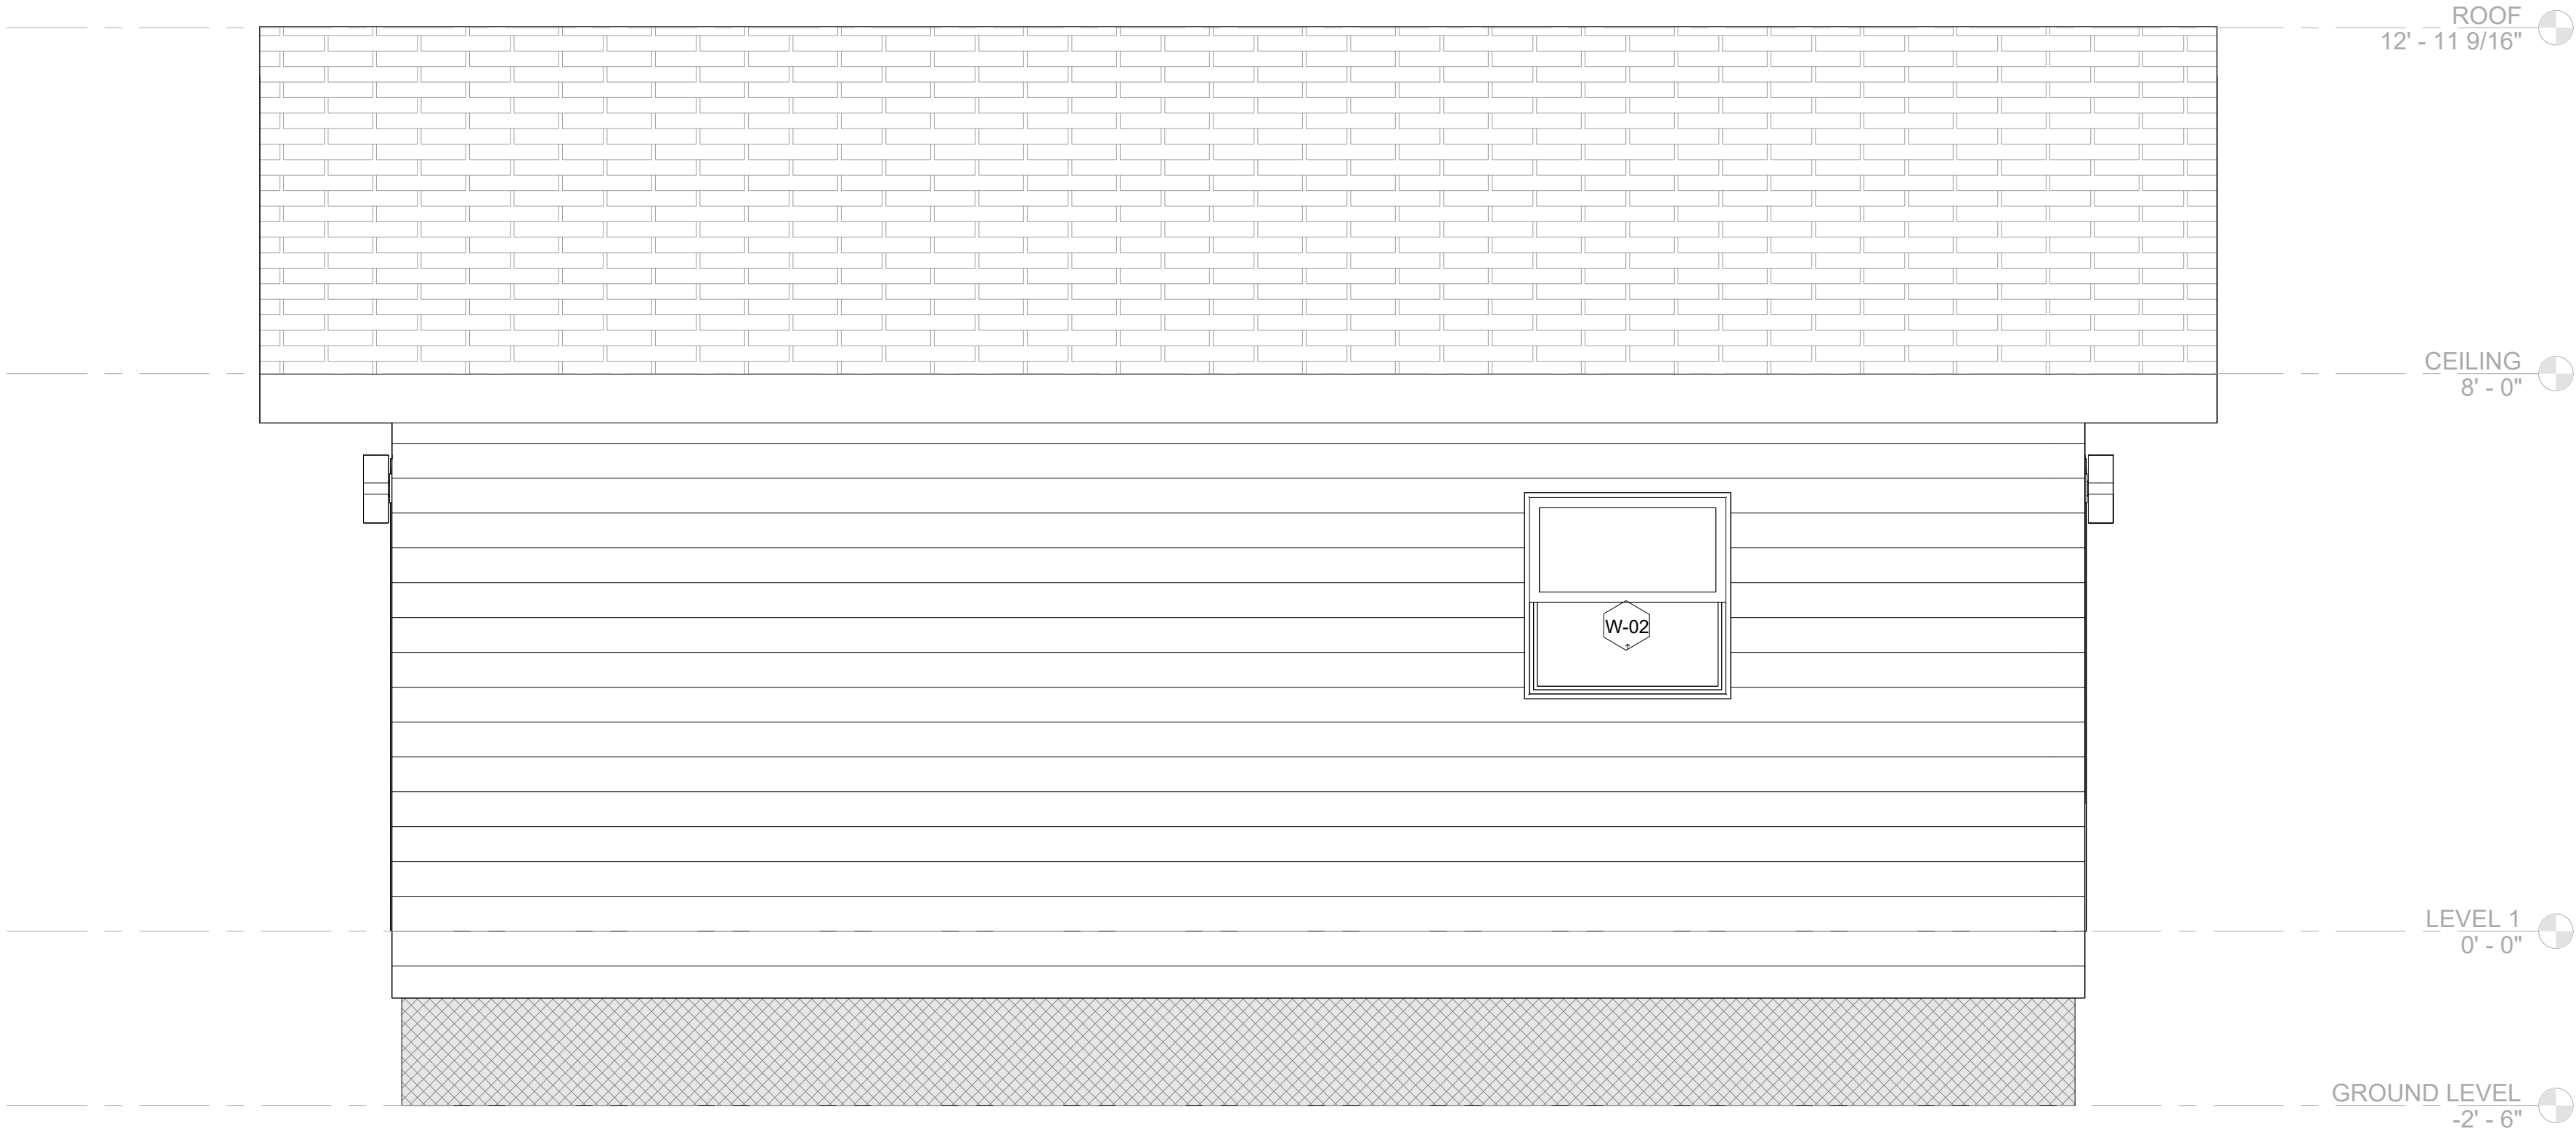 ROOF
12' - 11 9/16"
CEILING
8' - 0"
W-02
LEVEL 1
0' - 0"
GROUND LEVEL
-2' - 6"